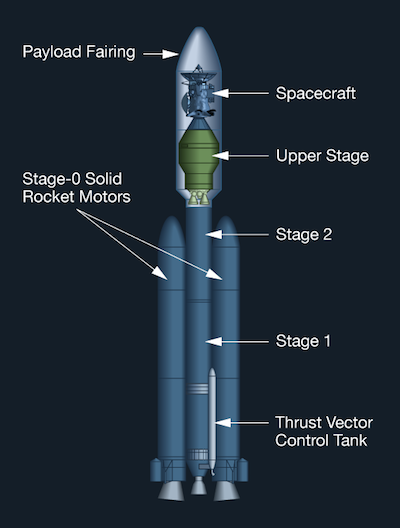 Payload Fairing
Spacecraft
Upper Stage
Stage-0 Solid
Rocket Motors
Stage 2
Stage 1
Thrust Vector
Control Tank